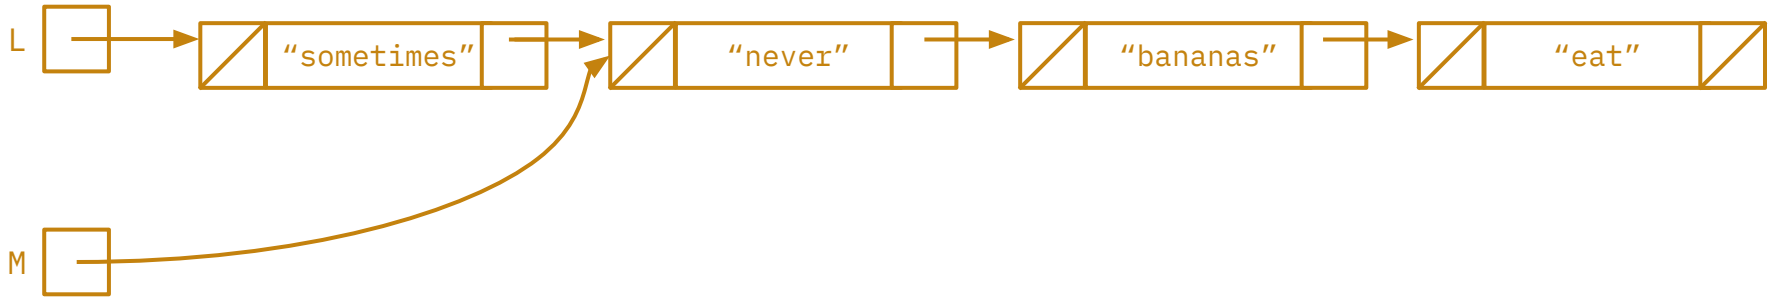 L “sometimes” “never” “bananas” “eat”
M